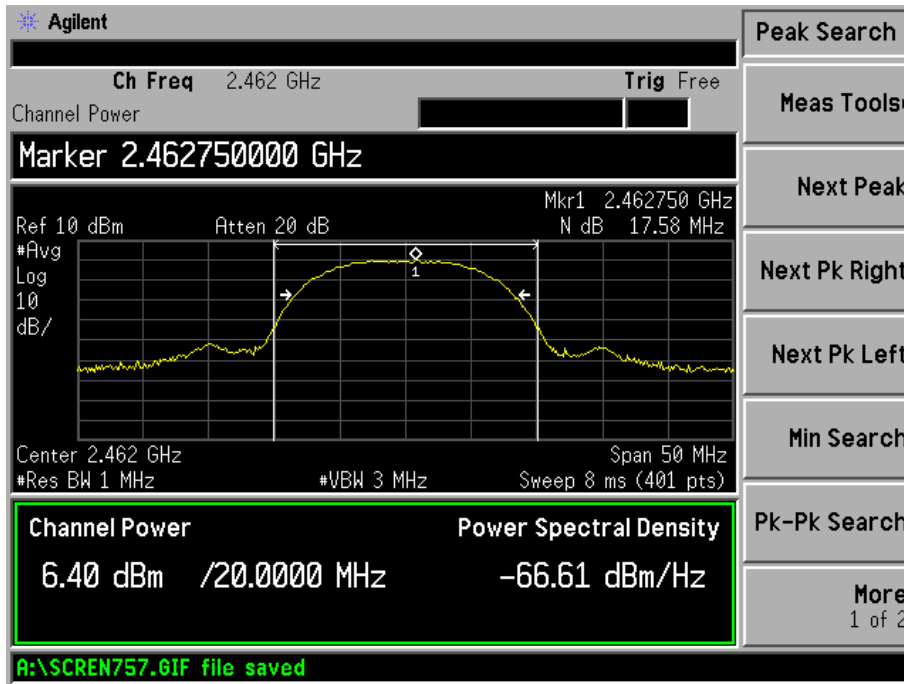 Agilent
Peak Search
Ch Freq 2.462 GHz Trig Free
Channel Power
Meas Tools
Marker 2.462750000 GHz
Next Peak
Mkr1 2.462750 GHz
Ref 10 dBm Atten 20 dB N dB 17.58 MHz
#Avg
Log
10
dB/
1
Next Pk Right
Next Pk Left
Min Search
Center 2.462 GHz Span 50 MHz
#Res BW 1 MHz #VBW 3 MHz Sweep 8 ms (401 pts)
Channel Power Power Spectral Density
6.40 dBm /20.0000 MHz -66.61 dBm/Hz
Pk-Pk Search
More
1 of 2
A:\SCREN757.GIF file saved